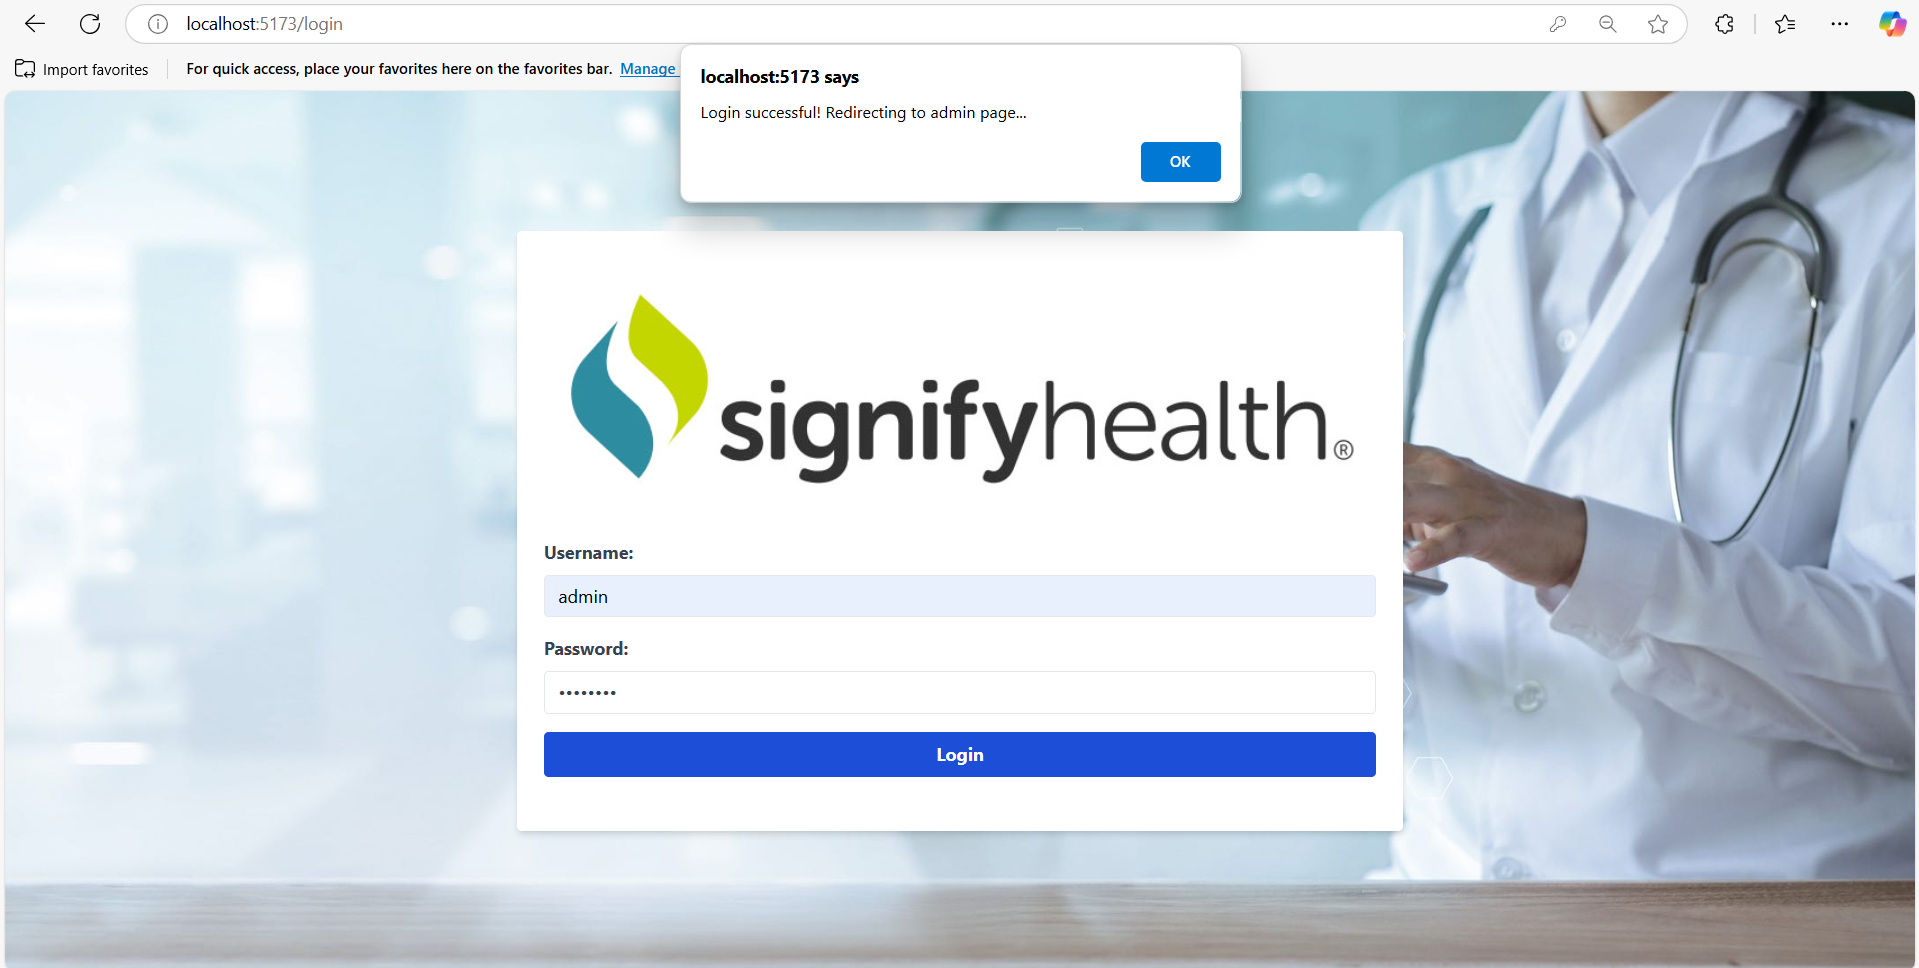 localhost:5173/login
Import favorites
For quick access, place your favorites here on the favorites bar. Manage
localhost:5173 says
Login successful! Redirecting to admin page...
OK
signifyhealth®
Username:
admin
Password:
••••••••
Login